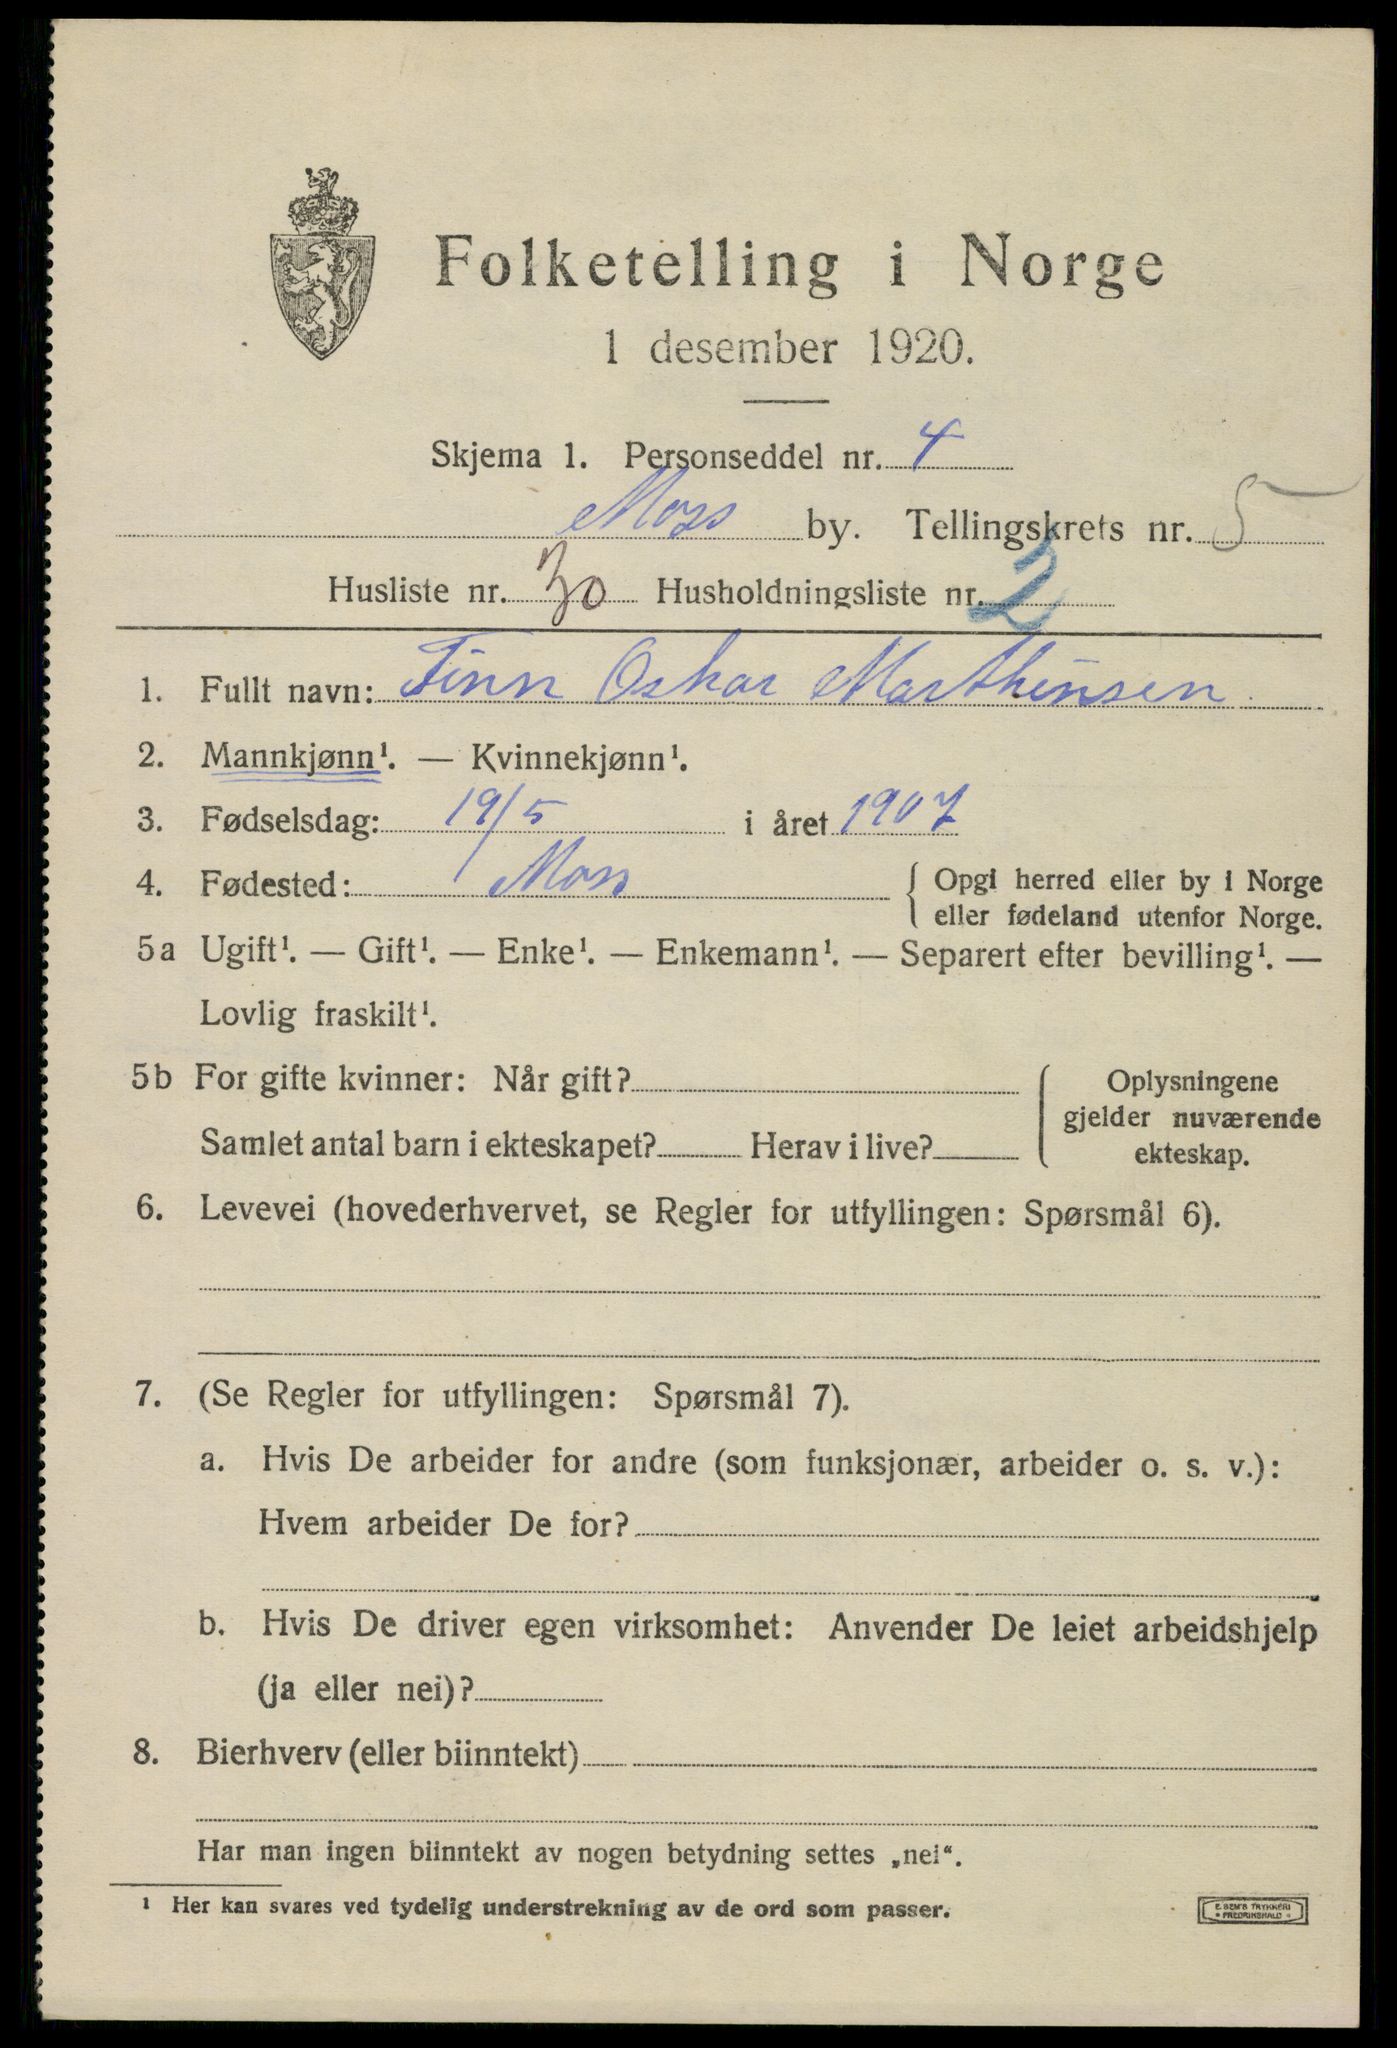 Folketelling i Norge
1 desember 1920.
Skjema 1. Personseddel nr. 4
Moss by. Tellingskrets nr. 5
Husliste nr. 30 Husholdningsliste nr. 2
1. Fullt navn: Finn Oskar Marthinsen
2. Mannkjønn¹. — Kvinnekjønn¹.
3. Fødselsdag: 19/5 i året 1907
4. Fødested: Moss { Opgi herred eller by i Norge
eller fødeland utenfor Norge.
5a Ugift¹. — Gift¹. — Enke¹. — Enkemann¹. — Separert efter bevilling¹. —
Lovlig fraskilt¹.
5b For gifte kvinner: Når gift?
Samlet antal barn i ekteskapet? Herav i live?
Oplysningene
gjelder nuværende
ekteskap.
6. Levevei (hovederhvervet, se Regler for utfyllingen: Spørsmål 6).
7. (Se Regler for utfyllingen: Spørsmål 7).
a. Hvis De arbeider for andre (som funksjonær, arbeider o. s. v.):
Hvem arbeider De for?
b. Hvis De driver egen virksomhet: Anvender De leiet arbeidshjelp
(ja eller nei)?
8. Bierhverv (eller biinntekt)
Har man ingen biinntekt av nogen betydning settes „nei“.
¹ Her kan svares ved tydelig understrekning av de ord som passer.
E. SEM'S TRYKKERI
• FREDRIKSHALD •